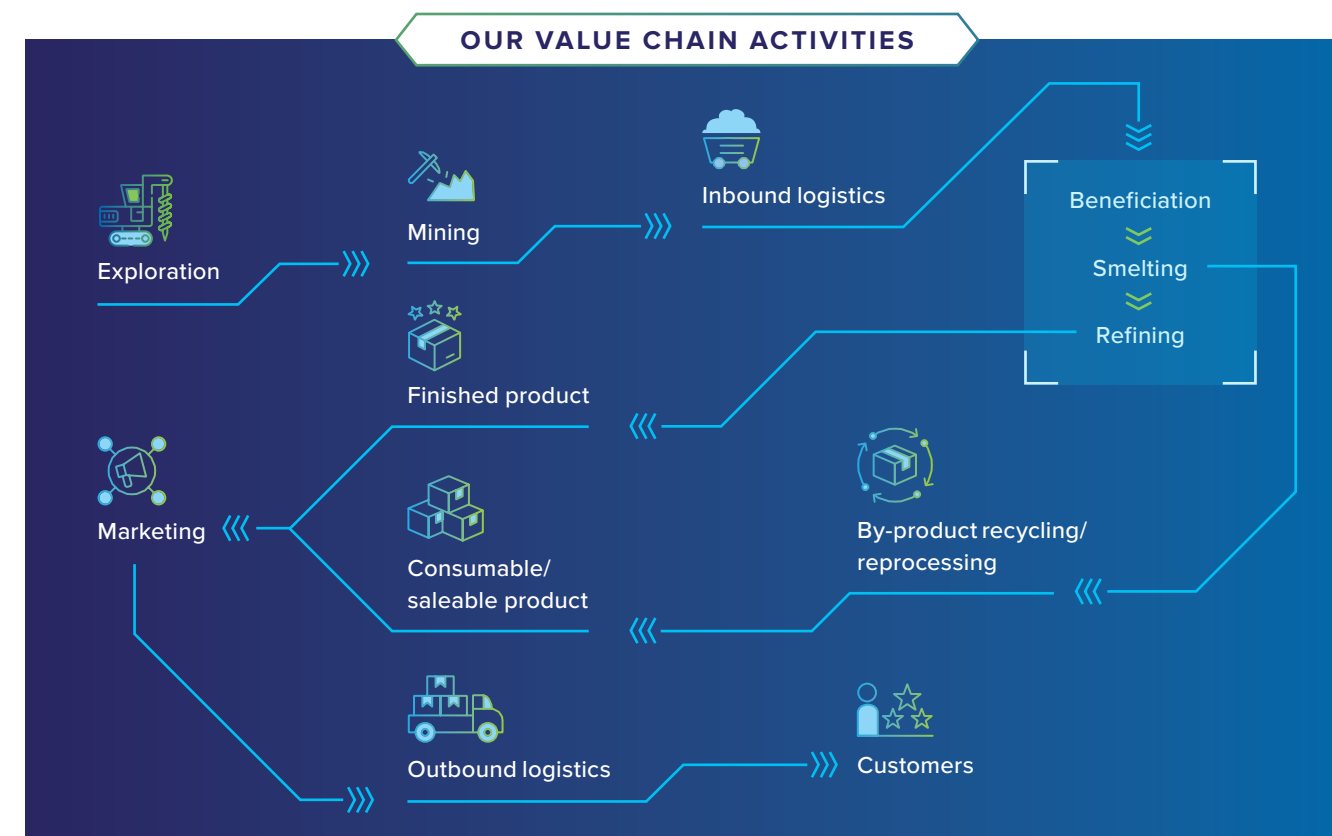 OUR VALUE CHAIN ACTIVITIES
Exploration
Mining
Inbound logistics
Beneficiation
Smelting
Refining
Finished product
By-product recycling/
reprocessing
Consumable/
saleable product
Marketing
Outbound logistics
Customers